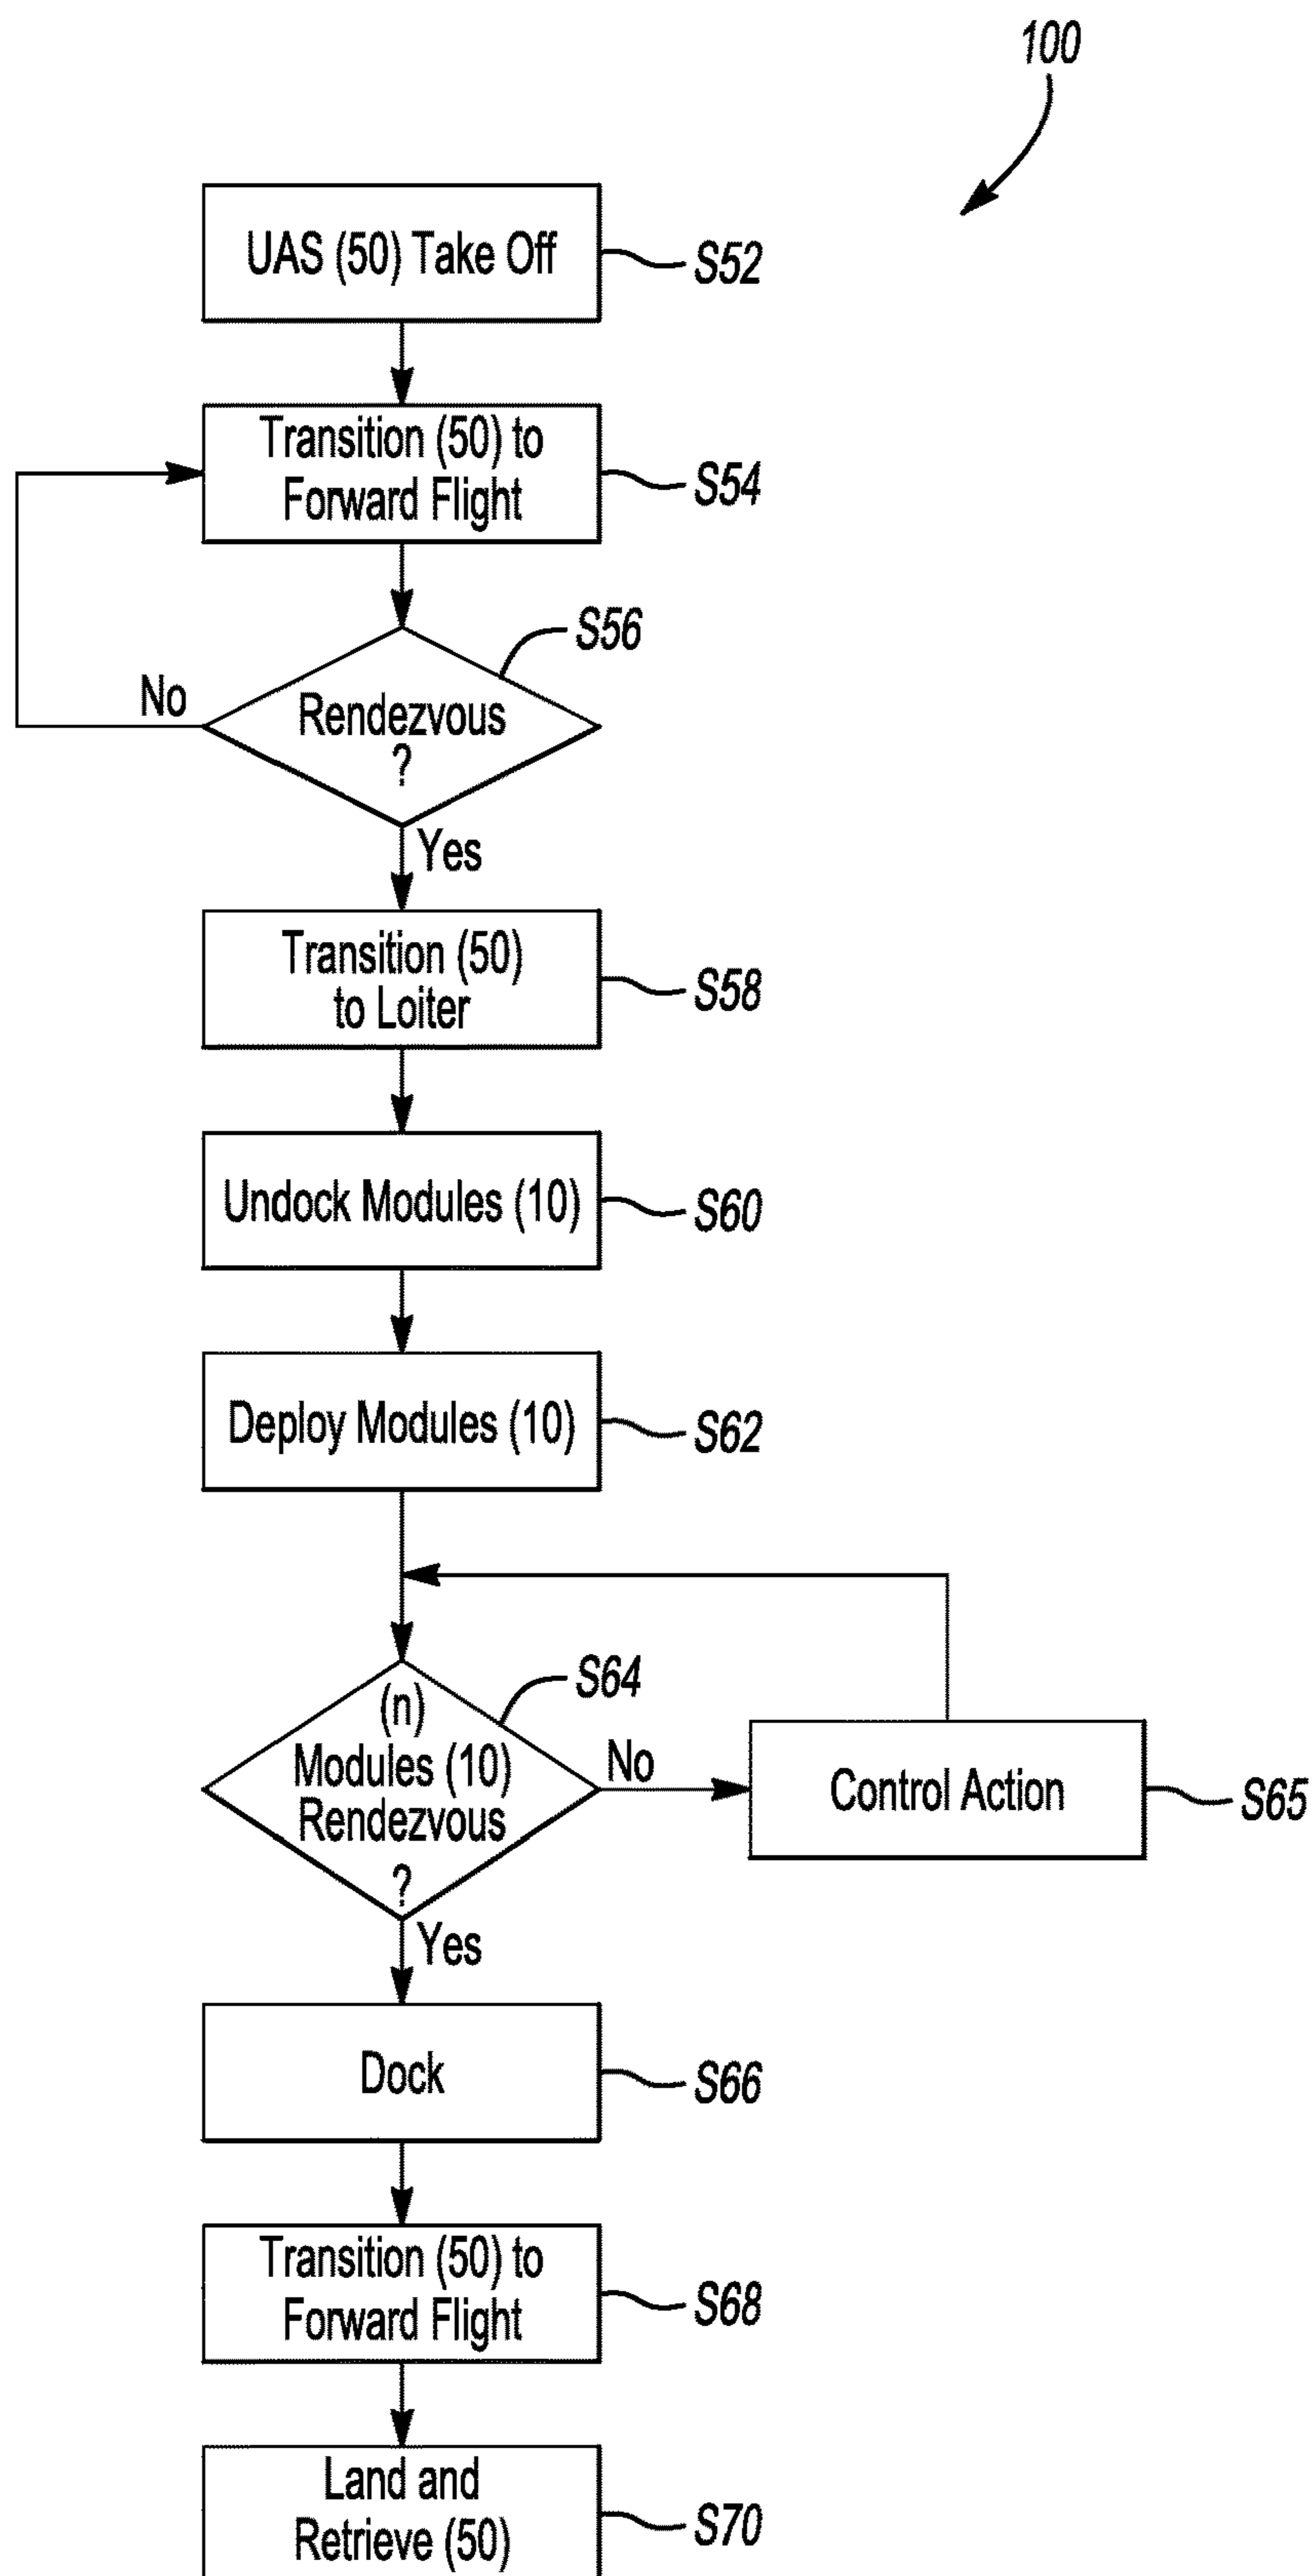 100
UAS (50) Take Off
S52
Transition (50) to
Forward Flight
S54
S56
No
Rendezvous
?
Yes
Transition (50)
to Loiter
S58
Undock Modules (10)
S60
Deploy Modules (10)
S62
S64
(n)
Modules (10)
Rendezvous
?
No
Control Action
S65
Yes
Dock
S66
Transition (50) to
Forward Flight
S68
Land and
Retrieve (50)
S70